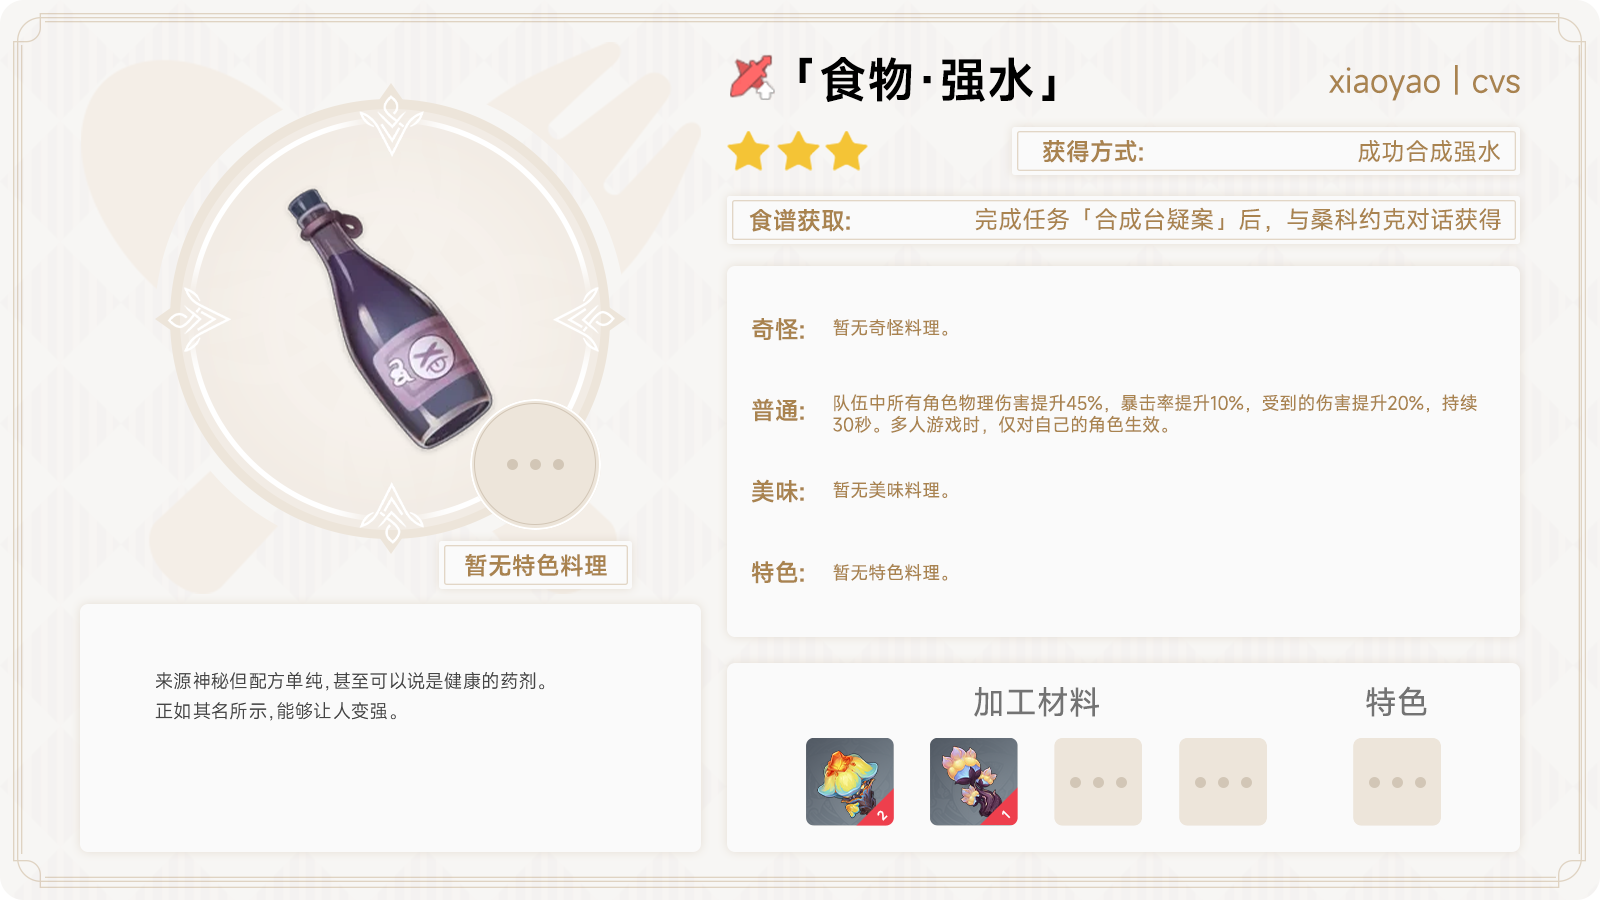 「食物·强水」
xiaoyao | cvs
获得方式:
成功合成强水
食谱获取:
完成任务「合成台疑案」后，与桑科约克对话获得
奇怪:
暂无奇怪料理。
普通:
队伍中所有角色物理伤害提升45%，暴击率提升10%，受到的伤害提升20%，持续
30秒。多人游戏时，仅对自己的角色生效。
美味:
暂无美味料理。
特色:
暂无特色料理。
暂无特色料理
来源神秘但配方单纯,甚至可以说是健康的药剂。
正如其名所示,能够让人变强。
加工材料
特色
2
1